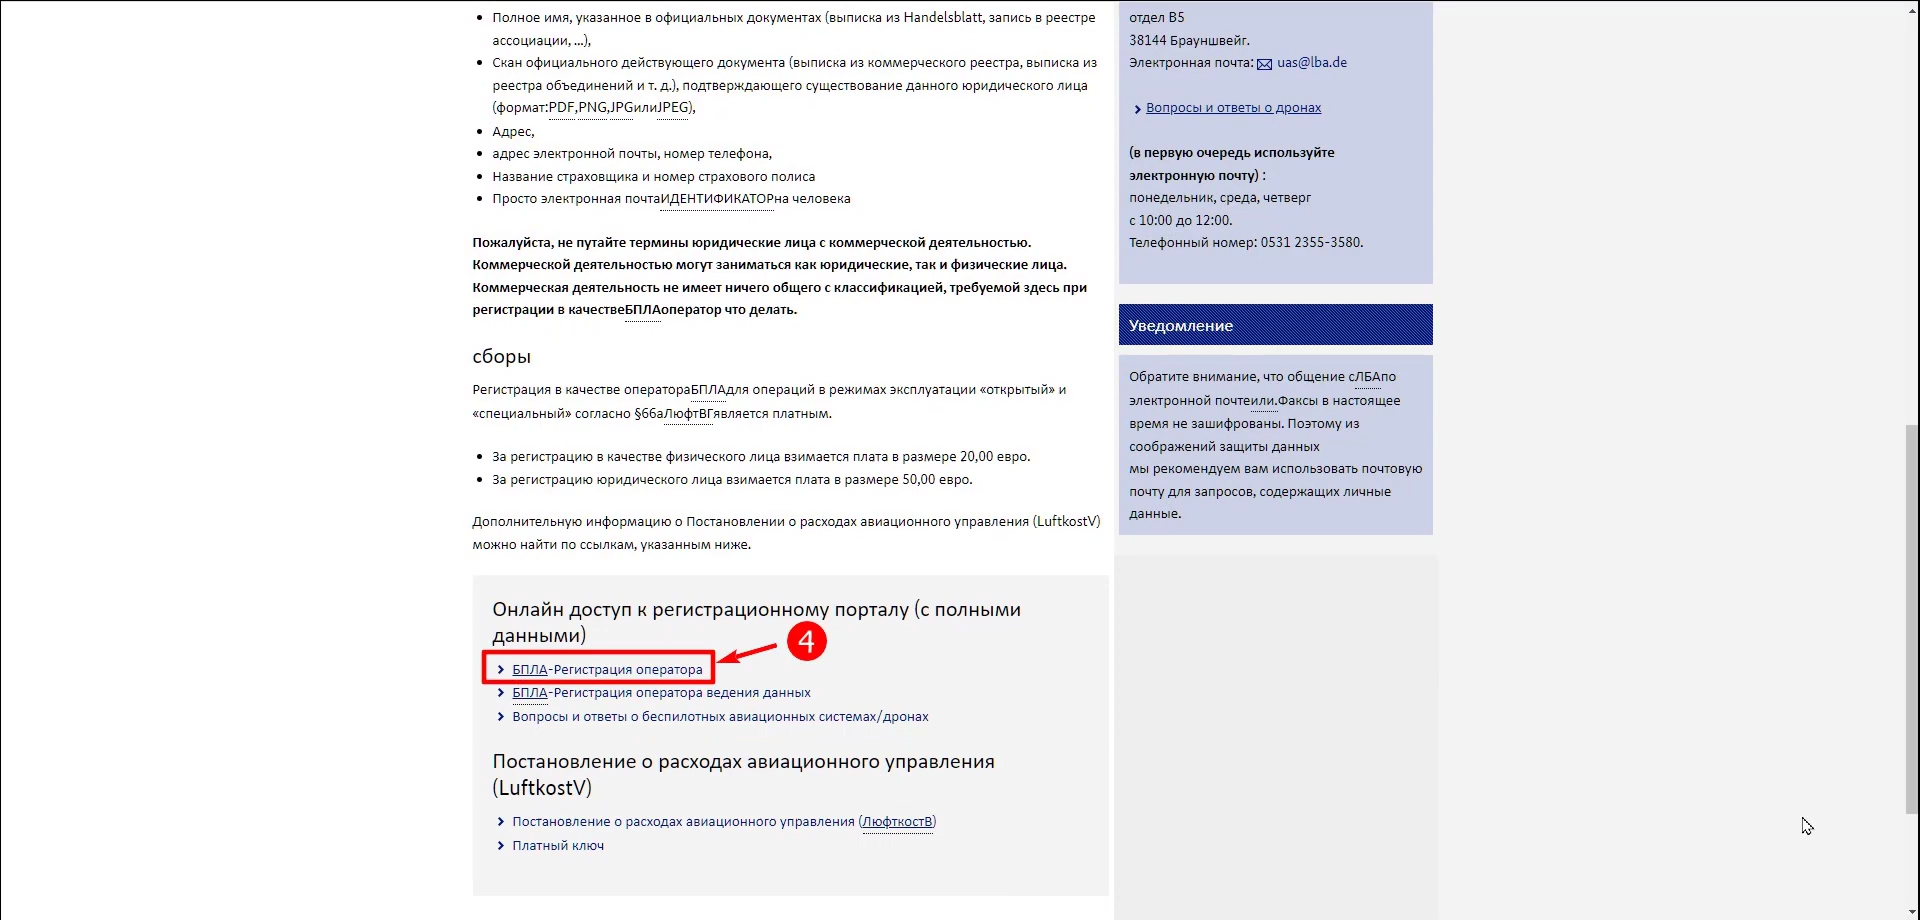 Полное имя, указанное в официальных документах (выписка из Handelsblatt, запись в реестре
ассоциации, ...),
Скан официального действующего документа (выписка из коммерческого реестра, выписка из
реестра объединений и т. д.), подтверждающего существование данного юридического лица
(формат:PDF,PNG,JPGилиJPEG),
Адрес,
адрес электронной почты, номер телефона,
Название страховщика и номер страхового полиса
Просто электронная почтаИДЕНТИФИКАТОРна человека
Пожалуйста, не путайте термины юридические лица с коммерческой деятельностью.
Коммерческой деятельностью могут заниматься как юридические, так и физические лица.
Коммерческая деятельность не имеет ничего общего с классификацией, требуемой здесь при
регистрации в качествеБПЛАоператор что делать.
сборы
Регистрация в качестве оператораБПЛАдля операций в режимах эксплуатации «открытый» и
«специальный» согласно §66аЛюфтВГявляется платным.
За регистрацию в качестве физического лица взимается плата в размере 20,00 евро.
За регистрацию юридического лица взимается плата в размере 50,00 евро.
Дополнительную информацию о Постановлении о расходах авиационного управления (LuftkostV)
можно найти по ссылкам, указанным ниже.
Онлайн доступ к регистрационному порталу (с полными
данными)
4
БПЛА-Регистрация оператора
БПЛА-Регистрация оператора ведения данных
Вопросы и ответы о беспилотных авиационных системах/дронах
Постановление о расходах авиационного управления
(LuftkostV)
Постановление о расходах авиационного управления (ЛюфткостВ)
Платный ключ
отдел B5
38144 Брауншвейг.
Электронная почта: uas@lba.de
Вопросы и ответы о дронах
(в первую очередь используйте
электронную почту) :
понедельник, среда, четверг
с 10:00 до 12:00.
Телефонный номер: 0531 2355-3580.
Уведомление
Обратите внимание, что общение сЛБАпо
электронной почтеили.Факсы в настоящее
время не зашифрованы. Поэтому из
соображений защиты данных
мы рекомендуем вам использовать почтовую
почту для запросов, содержащих личные
данные.